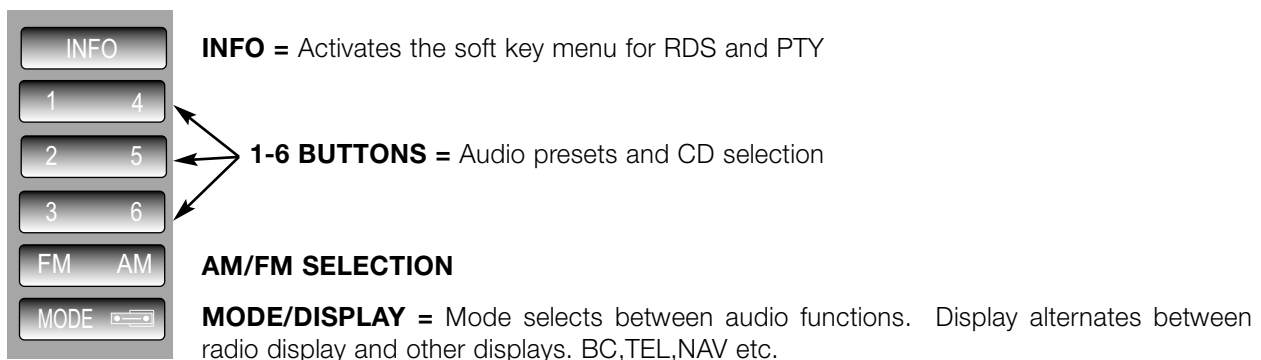 INFO
INFO = Activates the soft key menu for RDS and PTY
1 4
2 5
1-6 BUTTONS = Audio presets and CD selection
3 6
FM AM
AM/FM SELECTION
MODE
MODE/DISPLAY = Mode selects between audio functions. Display alternates between
radio display and other displays. BC,TEL,NAV etc.